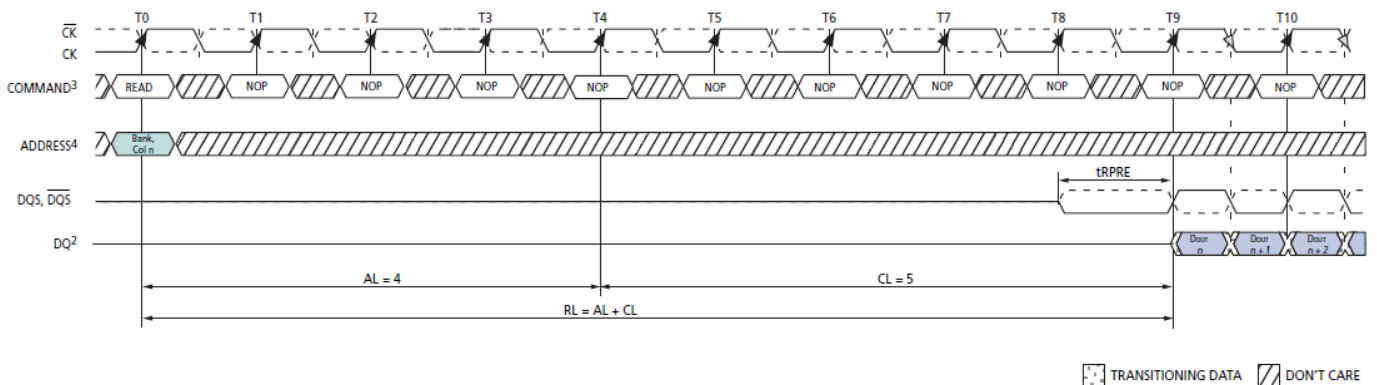 T0 T1 T2 T3 T4 T5 T6 T7 T8 T9 T10
CK
CK
COMMAND3 READ NOP NOP NOP NOP NOP NOP NOP NOP NOP NOP
ADDRESS4 Bank,
Col n
tRPRE
DQS, DQS
DQ2 DOUT n DOUT n + 1 DOUT n + 2
AL = 4 CL = 5
RL = AL + CL
TRANSITIONING DATA DON'T CARE